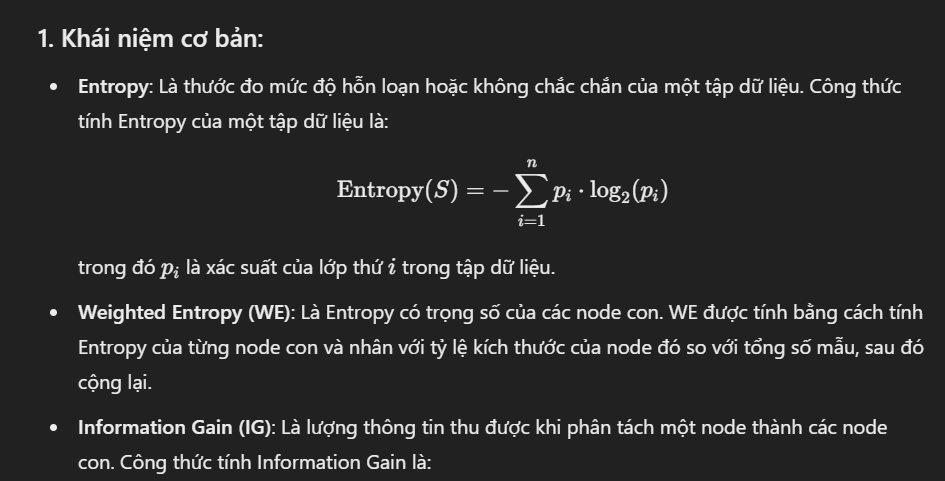 1. Khái niệm cơ bản:
• Entropy: Là thước đo mức độ hỗn loạn hoặc không chắc chắn của một tập dữ liệu. Công thức
tính Entropy của một tập dữ liệu là:
Entropy(S) = −∑_{i=1}^{n} p_i · log_2(p_i)
trong đó p_i là xác suất của lớp thứ i trong tập dữ liệu.
• Weighted Entropy (WE): Là Entropy có trọng số của các node con. WE được tính bằng cách tính
Entropy của từng node con và nhân với tỷ lệ kích thước của node đó so với tổng số mẫu, sau đó
cộng lại.
• Information Gain (IG): Là lượng thông tin thu được khi phân tách một node thành các node
con. Công thức tính Information Gain là: